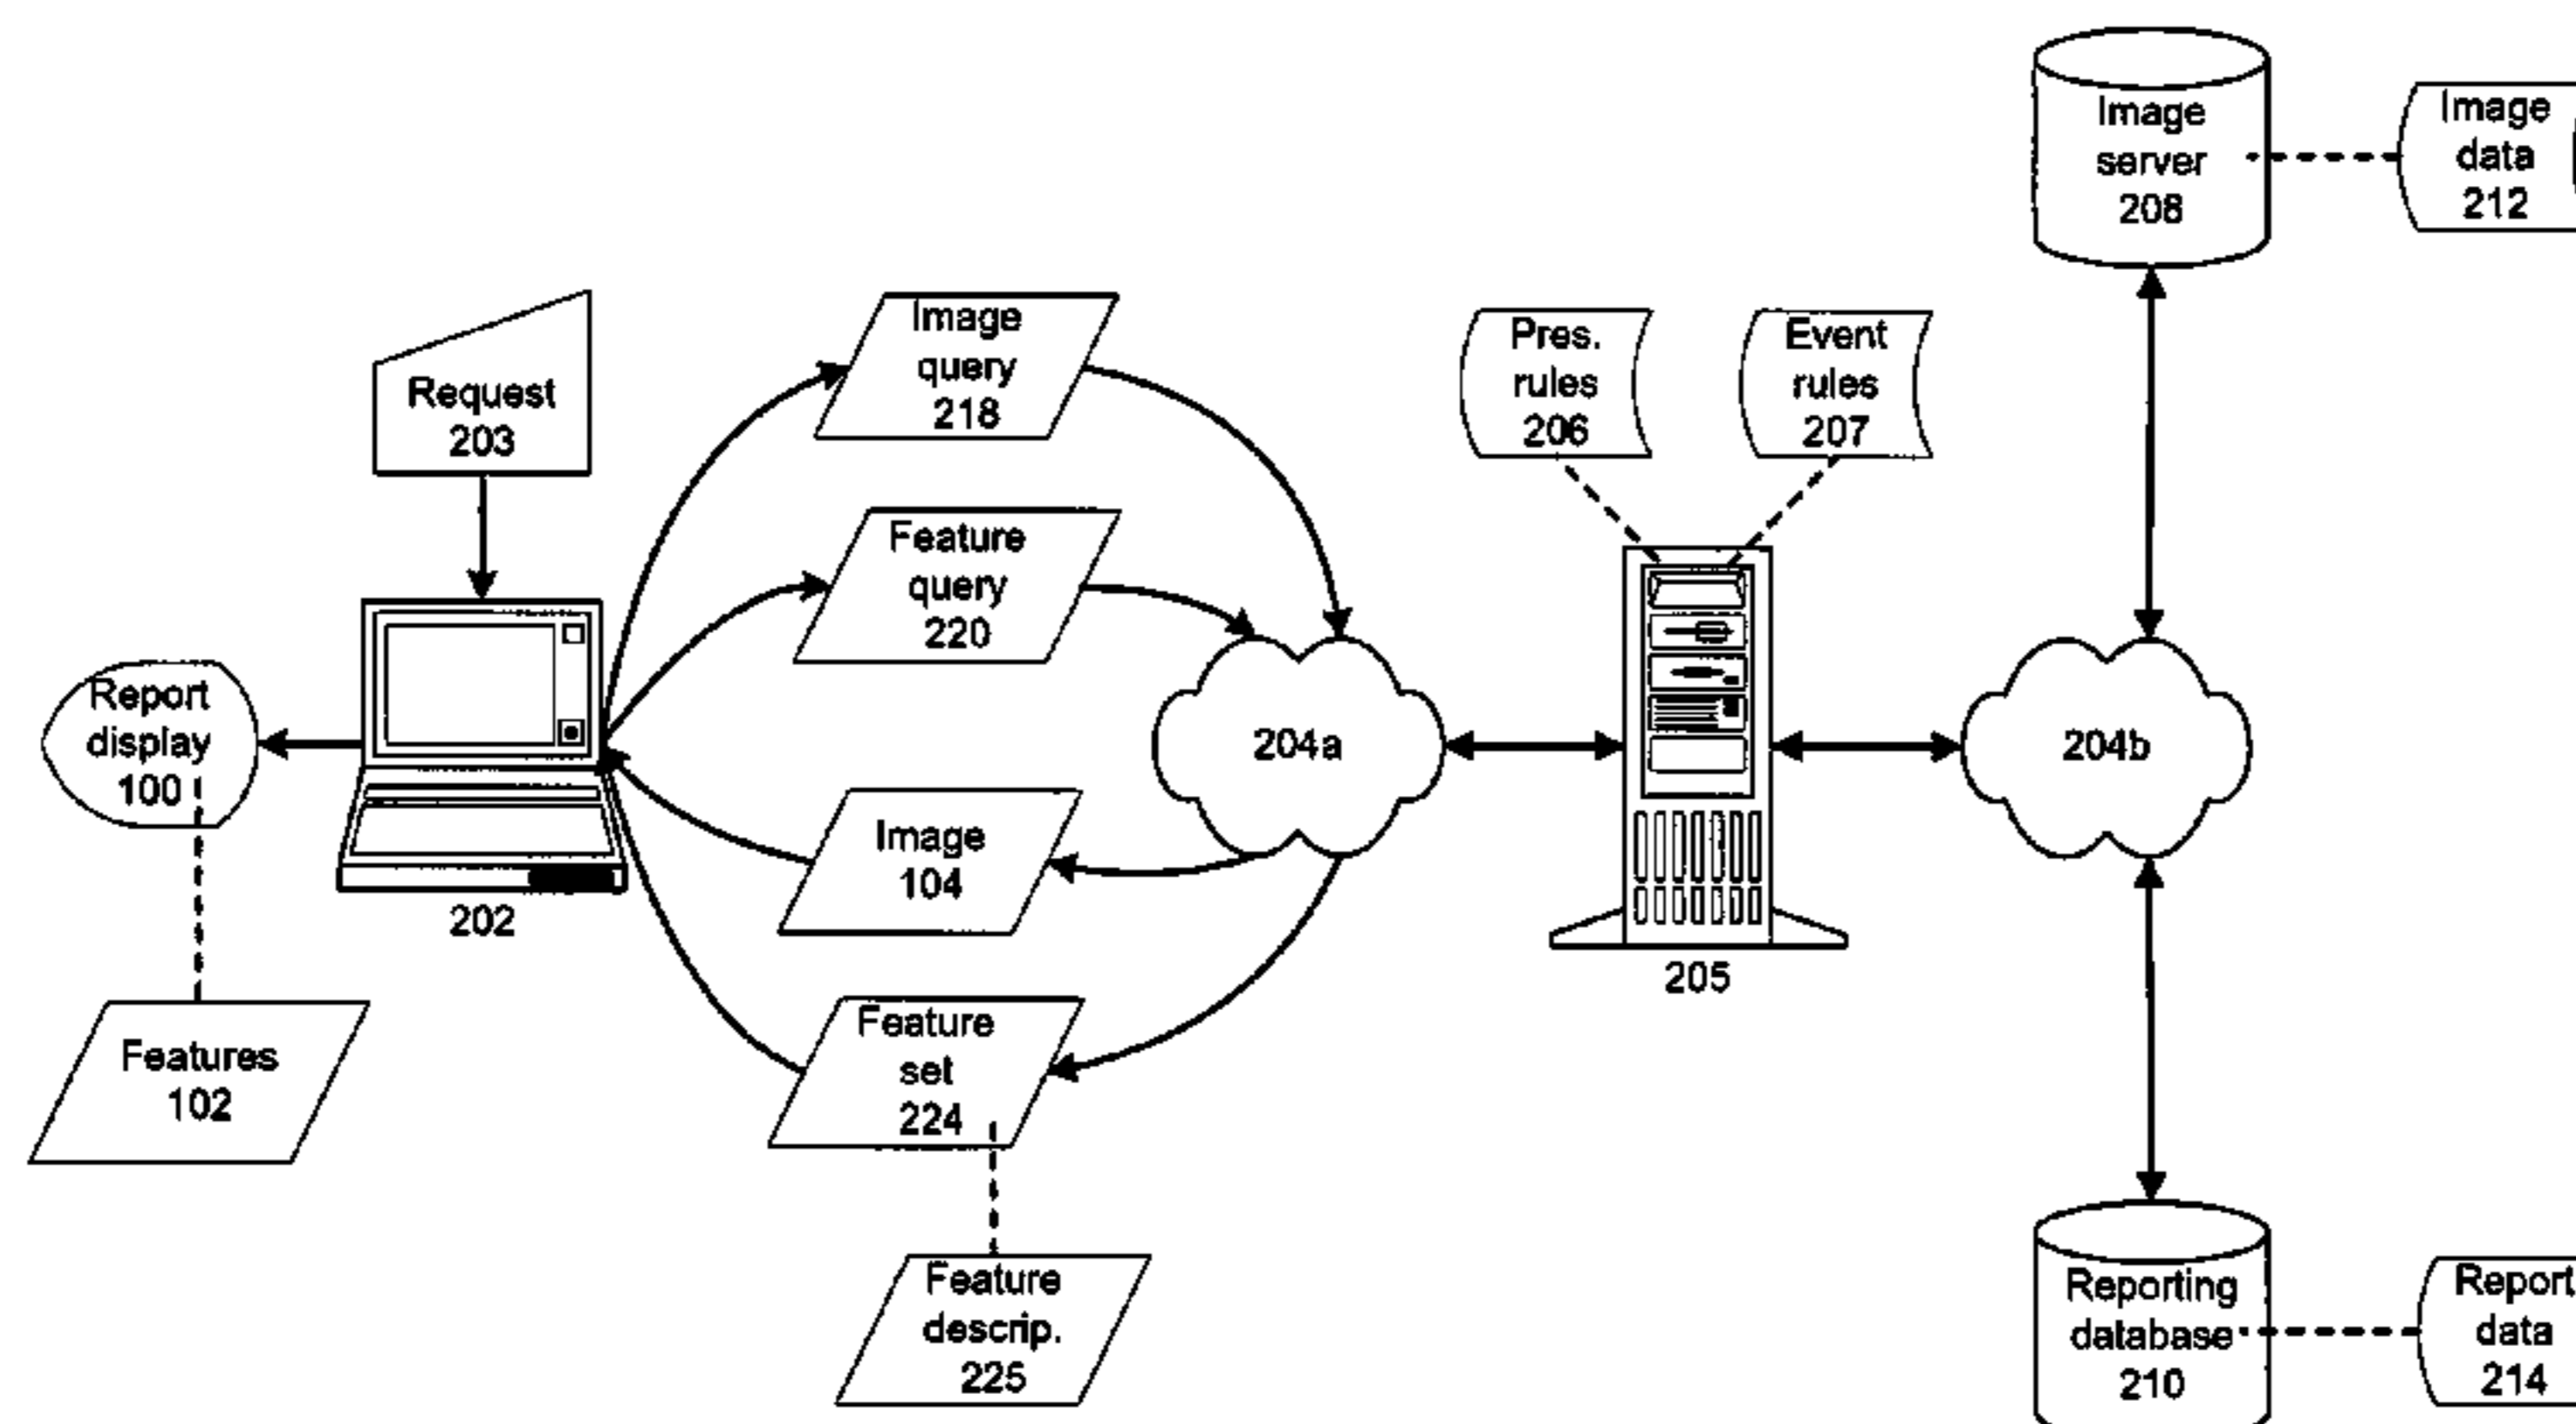 Image
server
208
Image
data
212
Request
203
Image
query
218
Pres.
rules
206
Event
rules
207
Feature
query
220
Report
display
100
204a
204b
Image
104
202
205
Features
102
Feature
set
224
Feature
descrip.
225
Reporting
database
210
Report
data
214